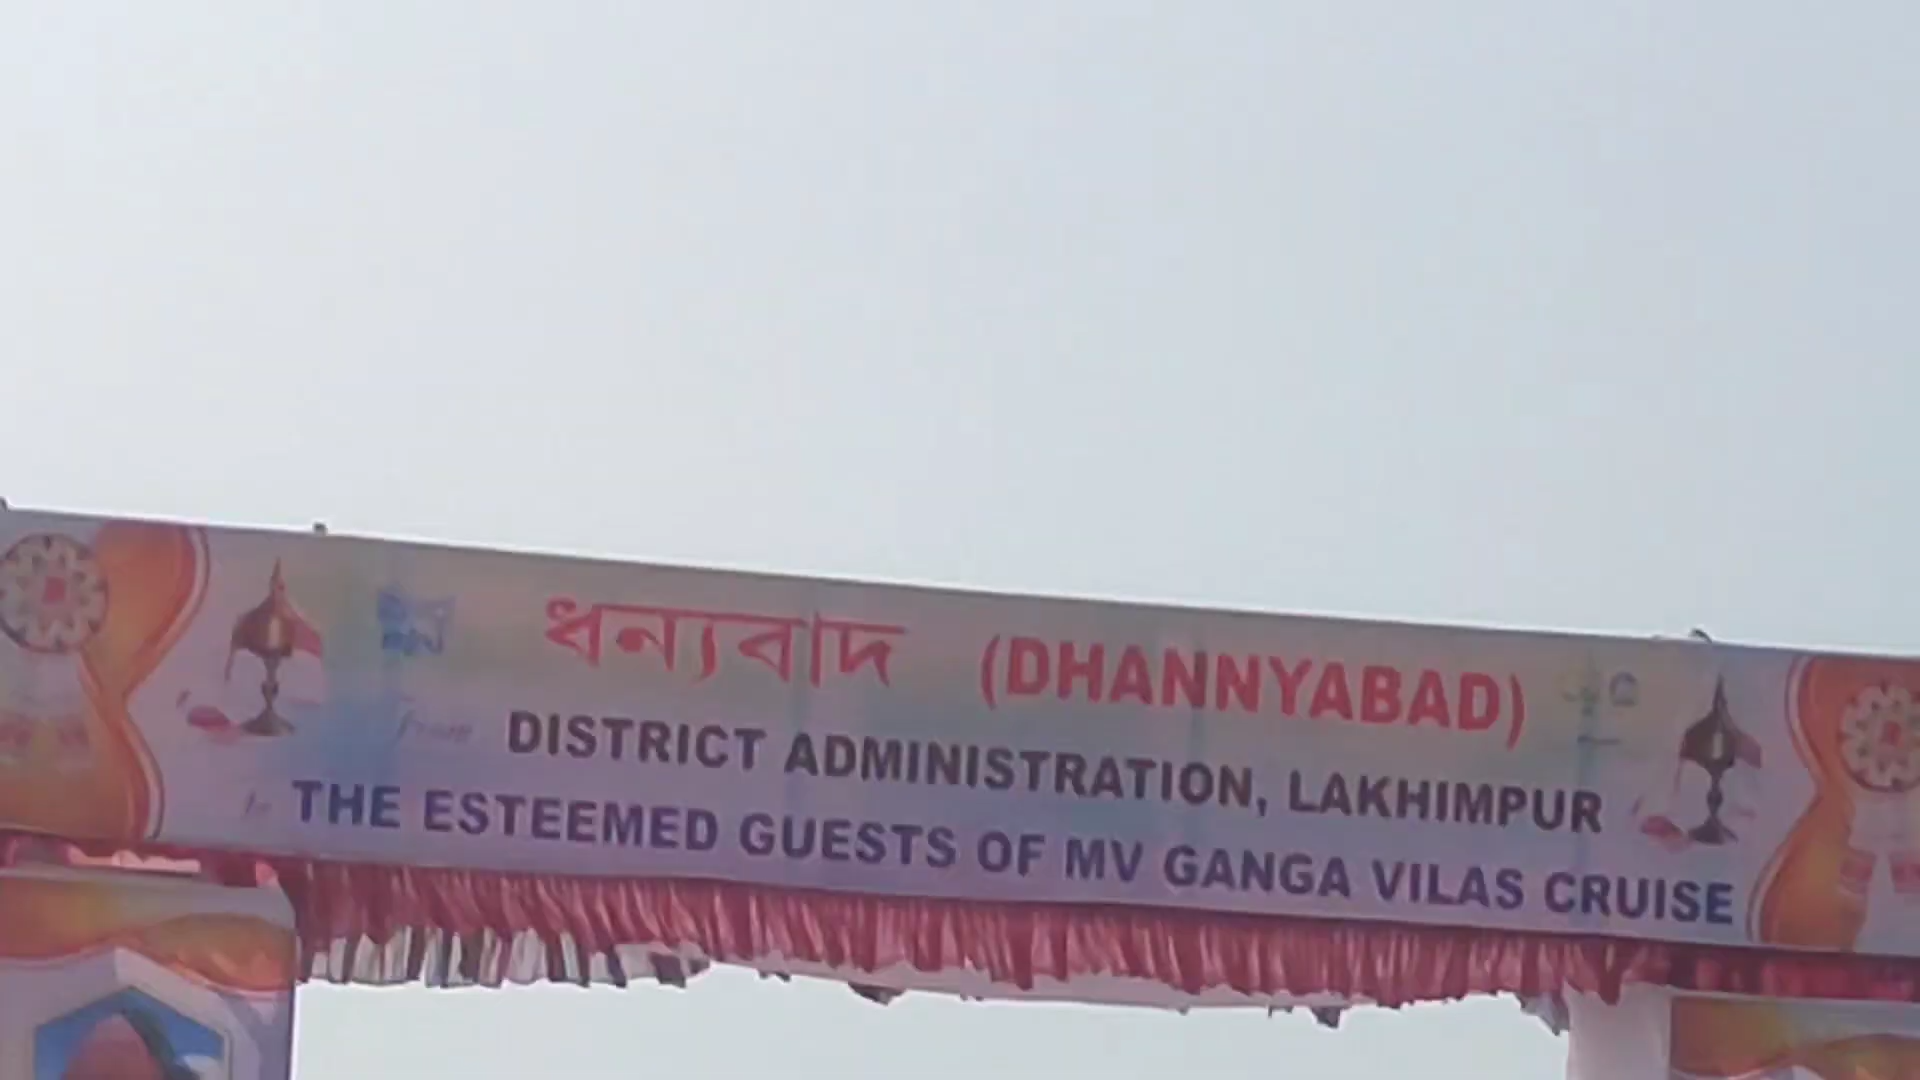 ধন্যবাদ (DHANNYABAD)
From DISTRICT ADMINISTRATION, LAKHIMPUR
To THE ESTEEMED GUESTS OF MV GANGA VILAS CRUISE